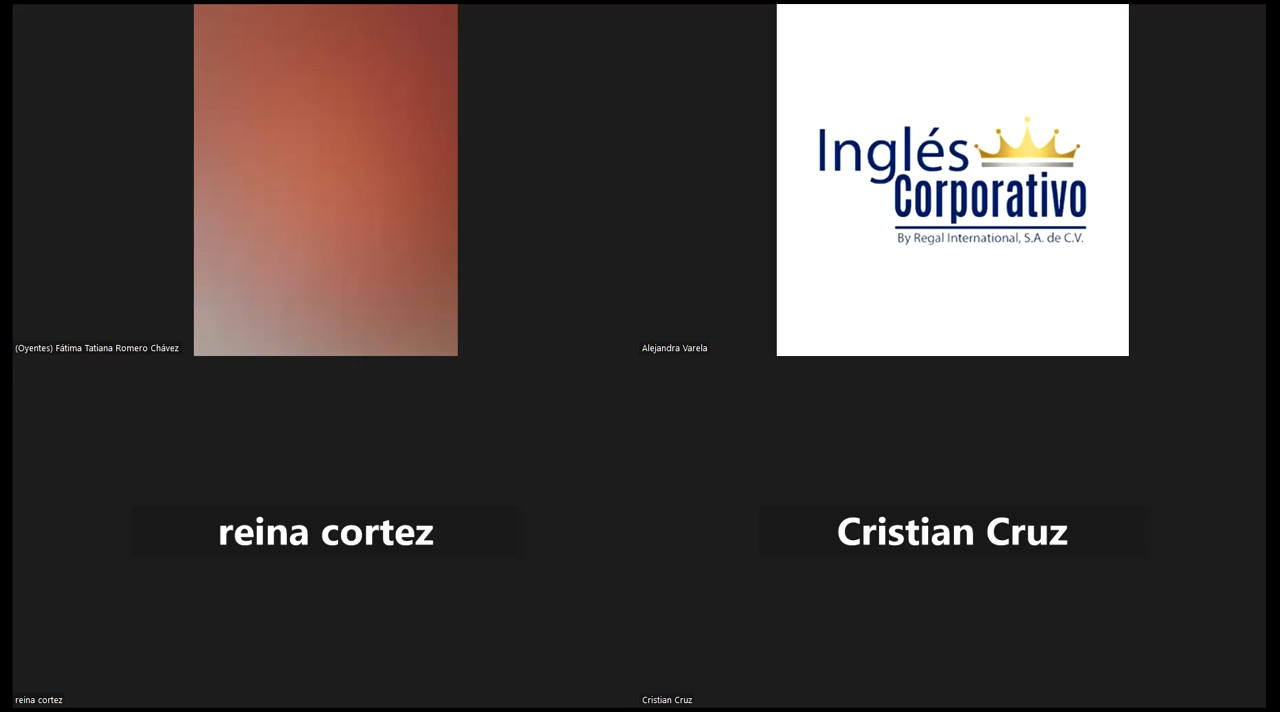 Inglés
Corporativo
By Regal International, S.A. de C.V.
(Oyentes) Fátima Tatiana Romero Chávez
Alejandra Varela
reina cortez
Cristian Cruz
reina cortez
Cristian Cruz